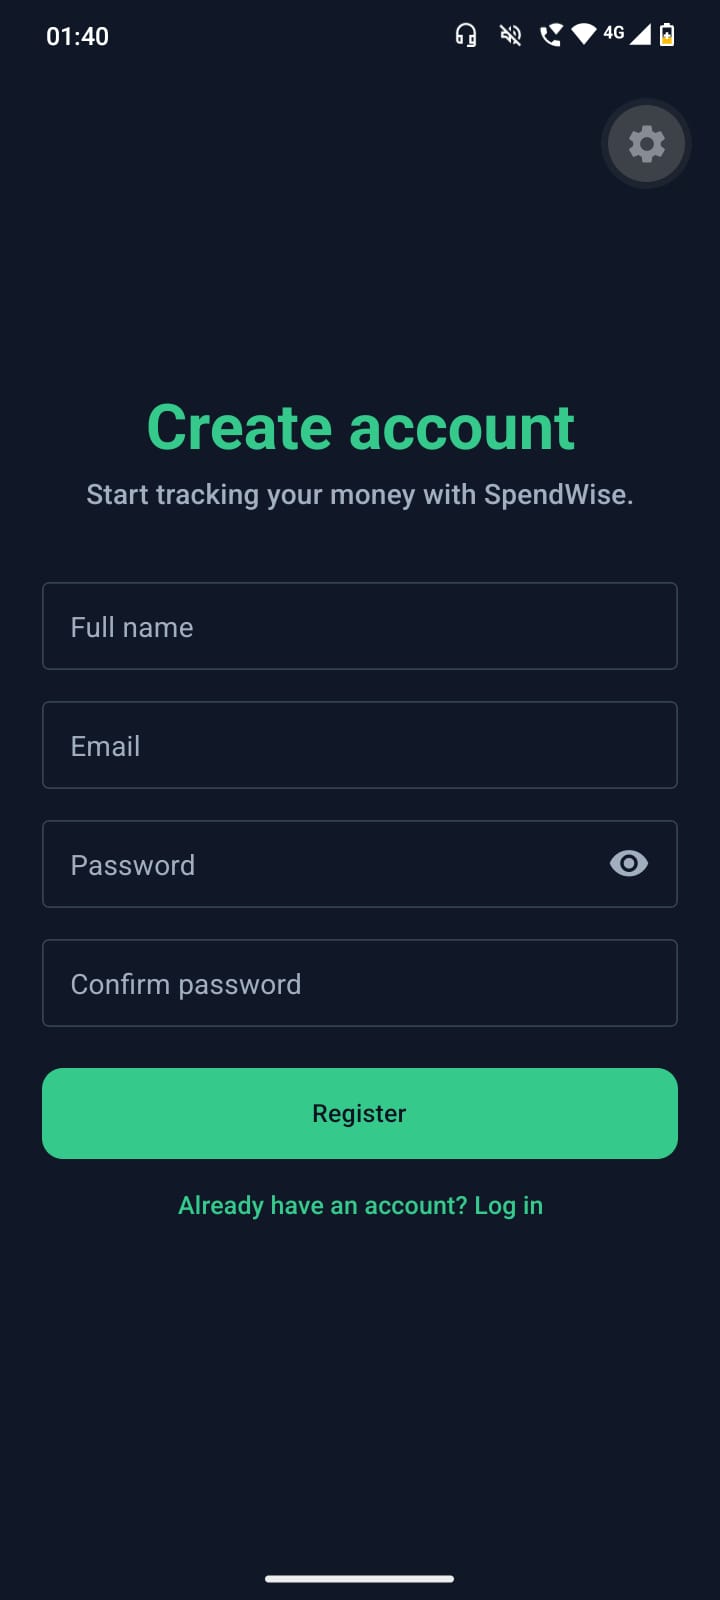 01:40
4G
Create account
Start tracking your money with SpendWise.
Full name
Email
Password
Confirm password
Register
Already have an account? Log in